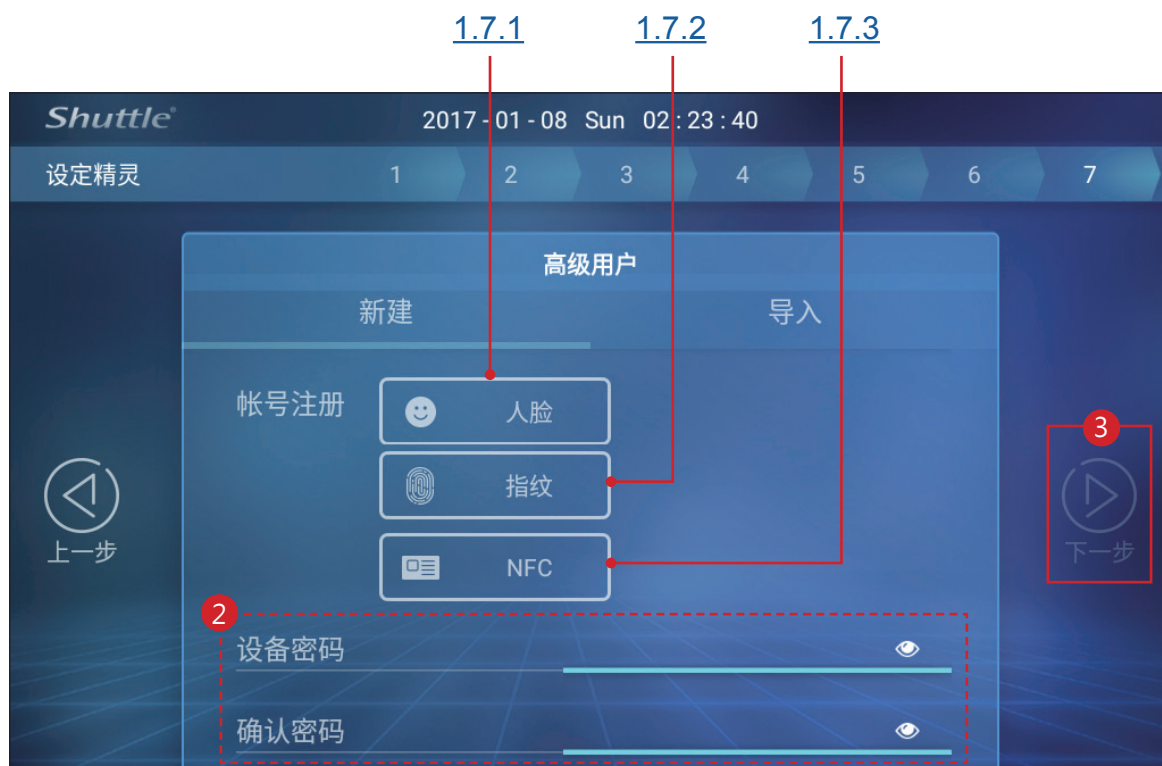 1.7.1 1.7.2 1.7.3
Shuttle® 2017-01-08 Sun 02:23:40
设定精灵 1 2 3 4 5 6 7
高级用户
新建 导入
帐号注册 人脸
3
指纹
上一步 下一步
NFC
2
设备密码
确认密码